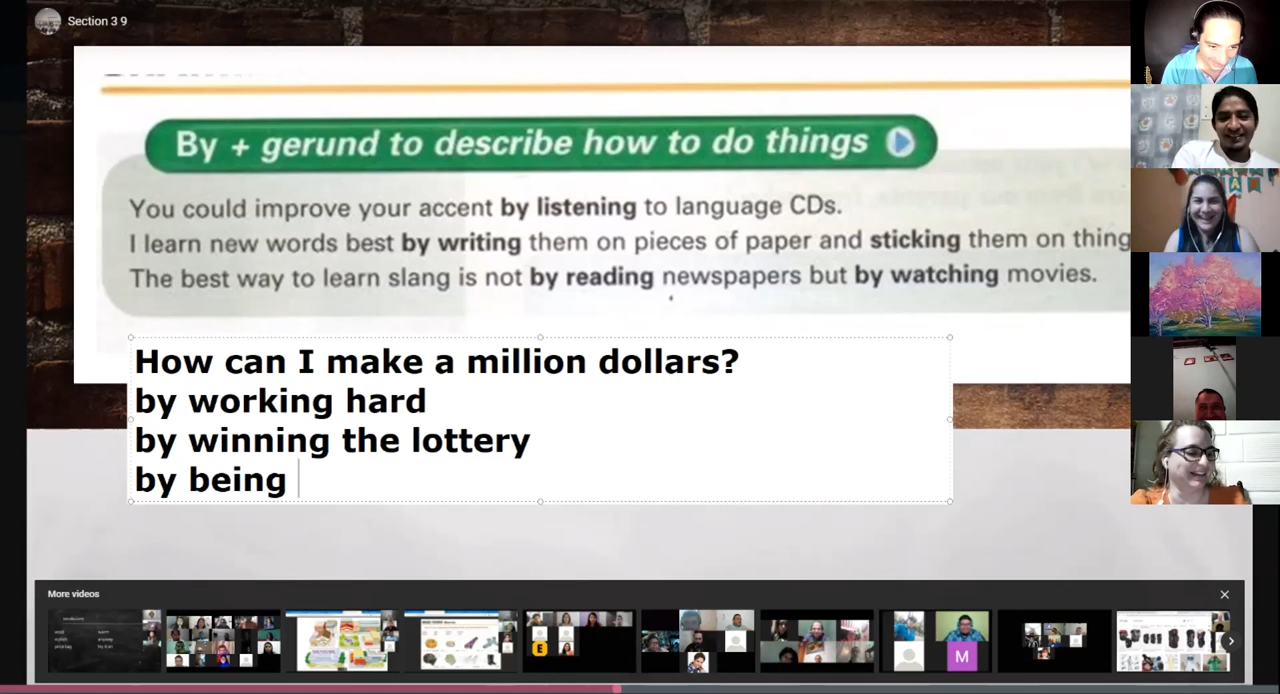 Section 3 9
By + gerund to describe how to do things
You could improve your accent by listening to language CDs.
I learn new words best by writing them on pieces of paper and sticking them on thing
The best way to learn slang is not by reading newspapers but by watching movies.
How can I make a million dollars?
by working hard
by winning the lottery
by being
More videos
E
M